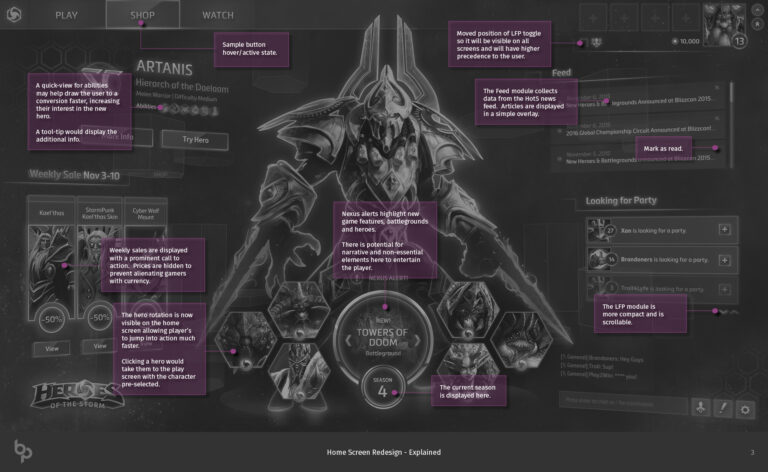 PLAY
SHOP
WATCH
Sample button
hover/active state.
Moved position of LFP toggle
so it will be visible on all
screens and will have higher
precedence to the user.
10,000
13
ARTANIS
Hierarch of the Daelaam
Melee Warrior | Difficulty Medium
Abilities
A quick-view for abilities
may help draw the user to a
conversion faster, increasing
their interest in the new
hero.
A tool-tip would display the
additional info.
More Info
Try Hero
Feed
The Feed module collects
data from the HotS news
feed. Articles are displayed
in a simple overlay.
New Heroes & Battlegrounds Announced at Blizzcon 2015...
2016 Global Championship Circuit Announced at Blizzcon!
Mark as read.
New Heroes & Battlegrounds Announced at Blizzcon 2015...
Weekly Sale Nov 3-10
SHOP
Kael'thas
StormPunk
Kael'thas Skin
Cyber Wolf
Mount
Weekly sales are displayed
with a prominent call to
action. Prices are hidden to
prevent alienating gamers
with currency.
-50%
-50%
-50%
View
View
The hero rotation is now
visible on the home
screen allowing player's
to jump into action much
faster.
Clicking a hero would
take them to the play
screen with the character
pre-selected.
Nexus alerts highlight new
game features, battlegrounds
and heroes.
There is potential for
narrative and non-essential
elements here to entertain
the player.
NEXUS ALERT!
NEW!
TOWERS OF
DOOM
Battleground
SEASON
4
The current season
is displayed here.
Looking for Party
27
Xan is looking for a party.
16
Brandoneru is looking for a party.
Troll4Lyfe is looking for a party.
The LFP module is
more compact and is
scrollable.
[1. General] Brandoneru: Hey Guys
[1. General] Troll: Sup!
HEROES
OF THE STORM
bp
Home Screen Redesign - Explained
3